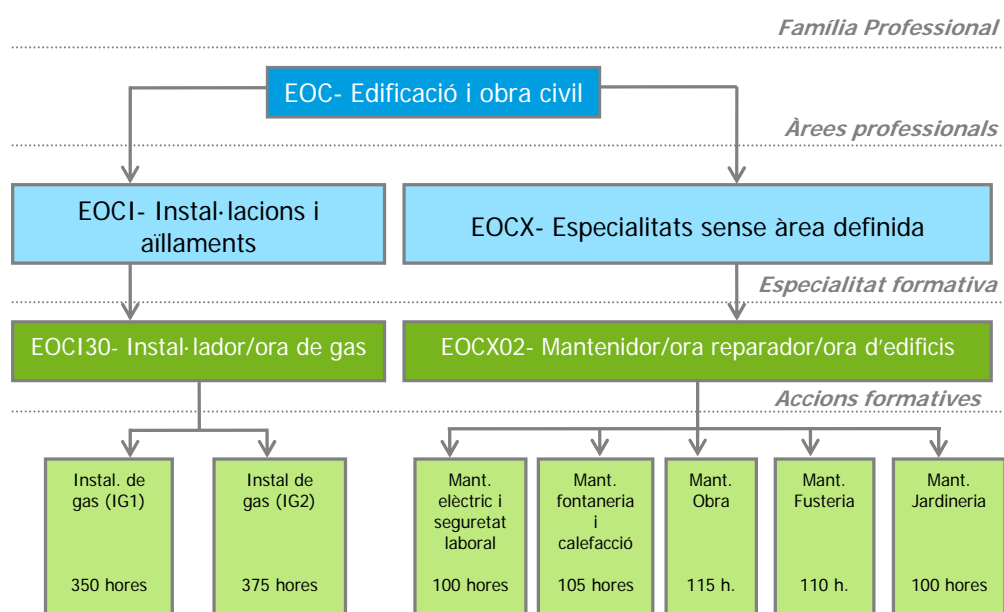 Família Professional
EOC- Edificació i obra civil
Àrees professionals
EOCI- Instal·lacions i
aïllaments
EOCX- Especialitats sense àrea definida
Especialitat formativa
EOCI30- Instal·lador/ora de gas
EOCX02- Mantenidor/ora reparador/ora d'edificis
Accions formatives
Instal. de
gas (IG1)
350 hores
Instal de
gas (IG2)
375 hores
Mant.
elèctric i
seguretat
laboral
100 hores
Mant.
fontaneria
i
calefacció
105 hores
Mant.
Obra
115 h.
Mant.
Fusteria
110 h.
Mant.
Jardineria
100 hores